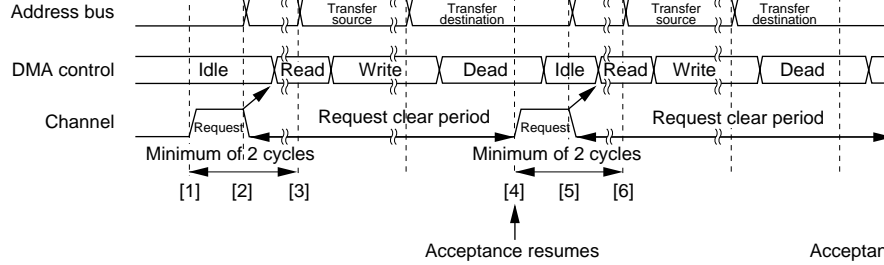 Address bus Transfer source Transfer destination Transfer source Transfer destination
DMA control Idle Read Write Dead Idle Read Write Dead
Channel Request Request clear period Request Request clear period
Minimum of 2 cycles Minimum of 2 cycles
[1] [2] [3] [4] [5] [6]
Acceptance resumes